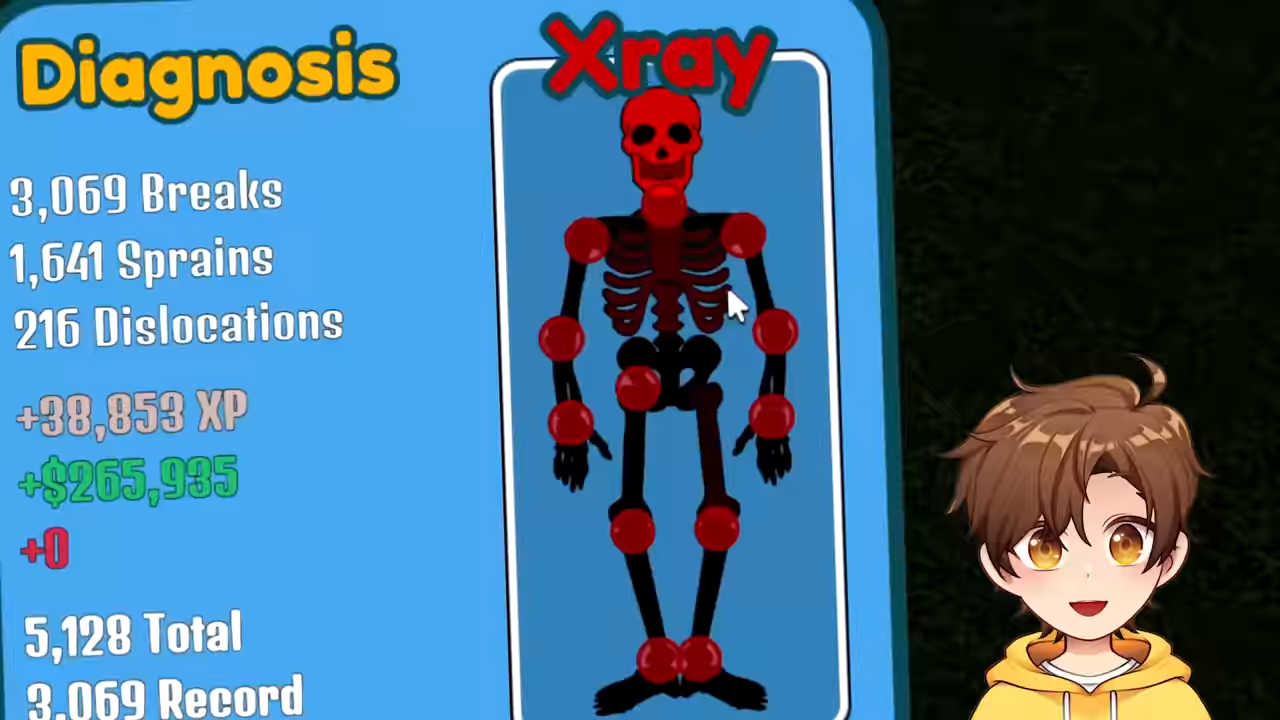 Diagnosis
Xray
3,069 Breaks
1,641 Sprains
216 Dislocations
+38,853 XP
+$265,935
+0
5,128 Total
3,069 Record